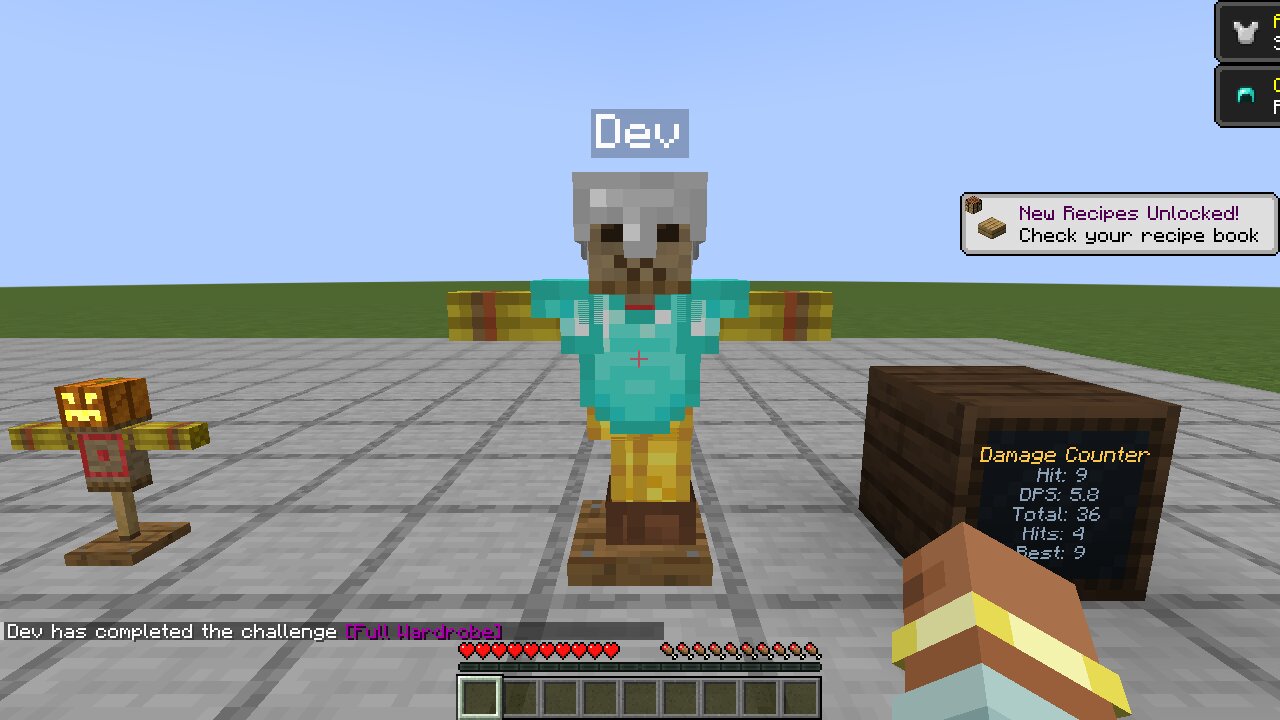 Dev
New Recipes Unlocked!
Check your recipe book
Damage Counter
Hit: 9
DPS: 5.8
Total: 36
Hits: 4
Best: 9
Dev has completed the challenge [Full Wardrobe]